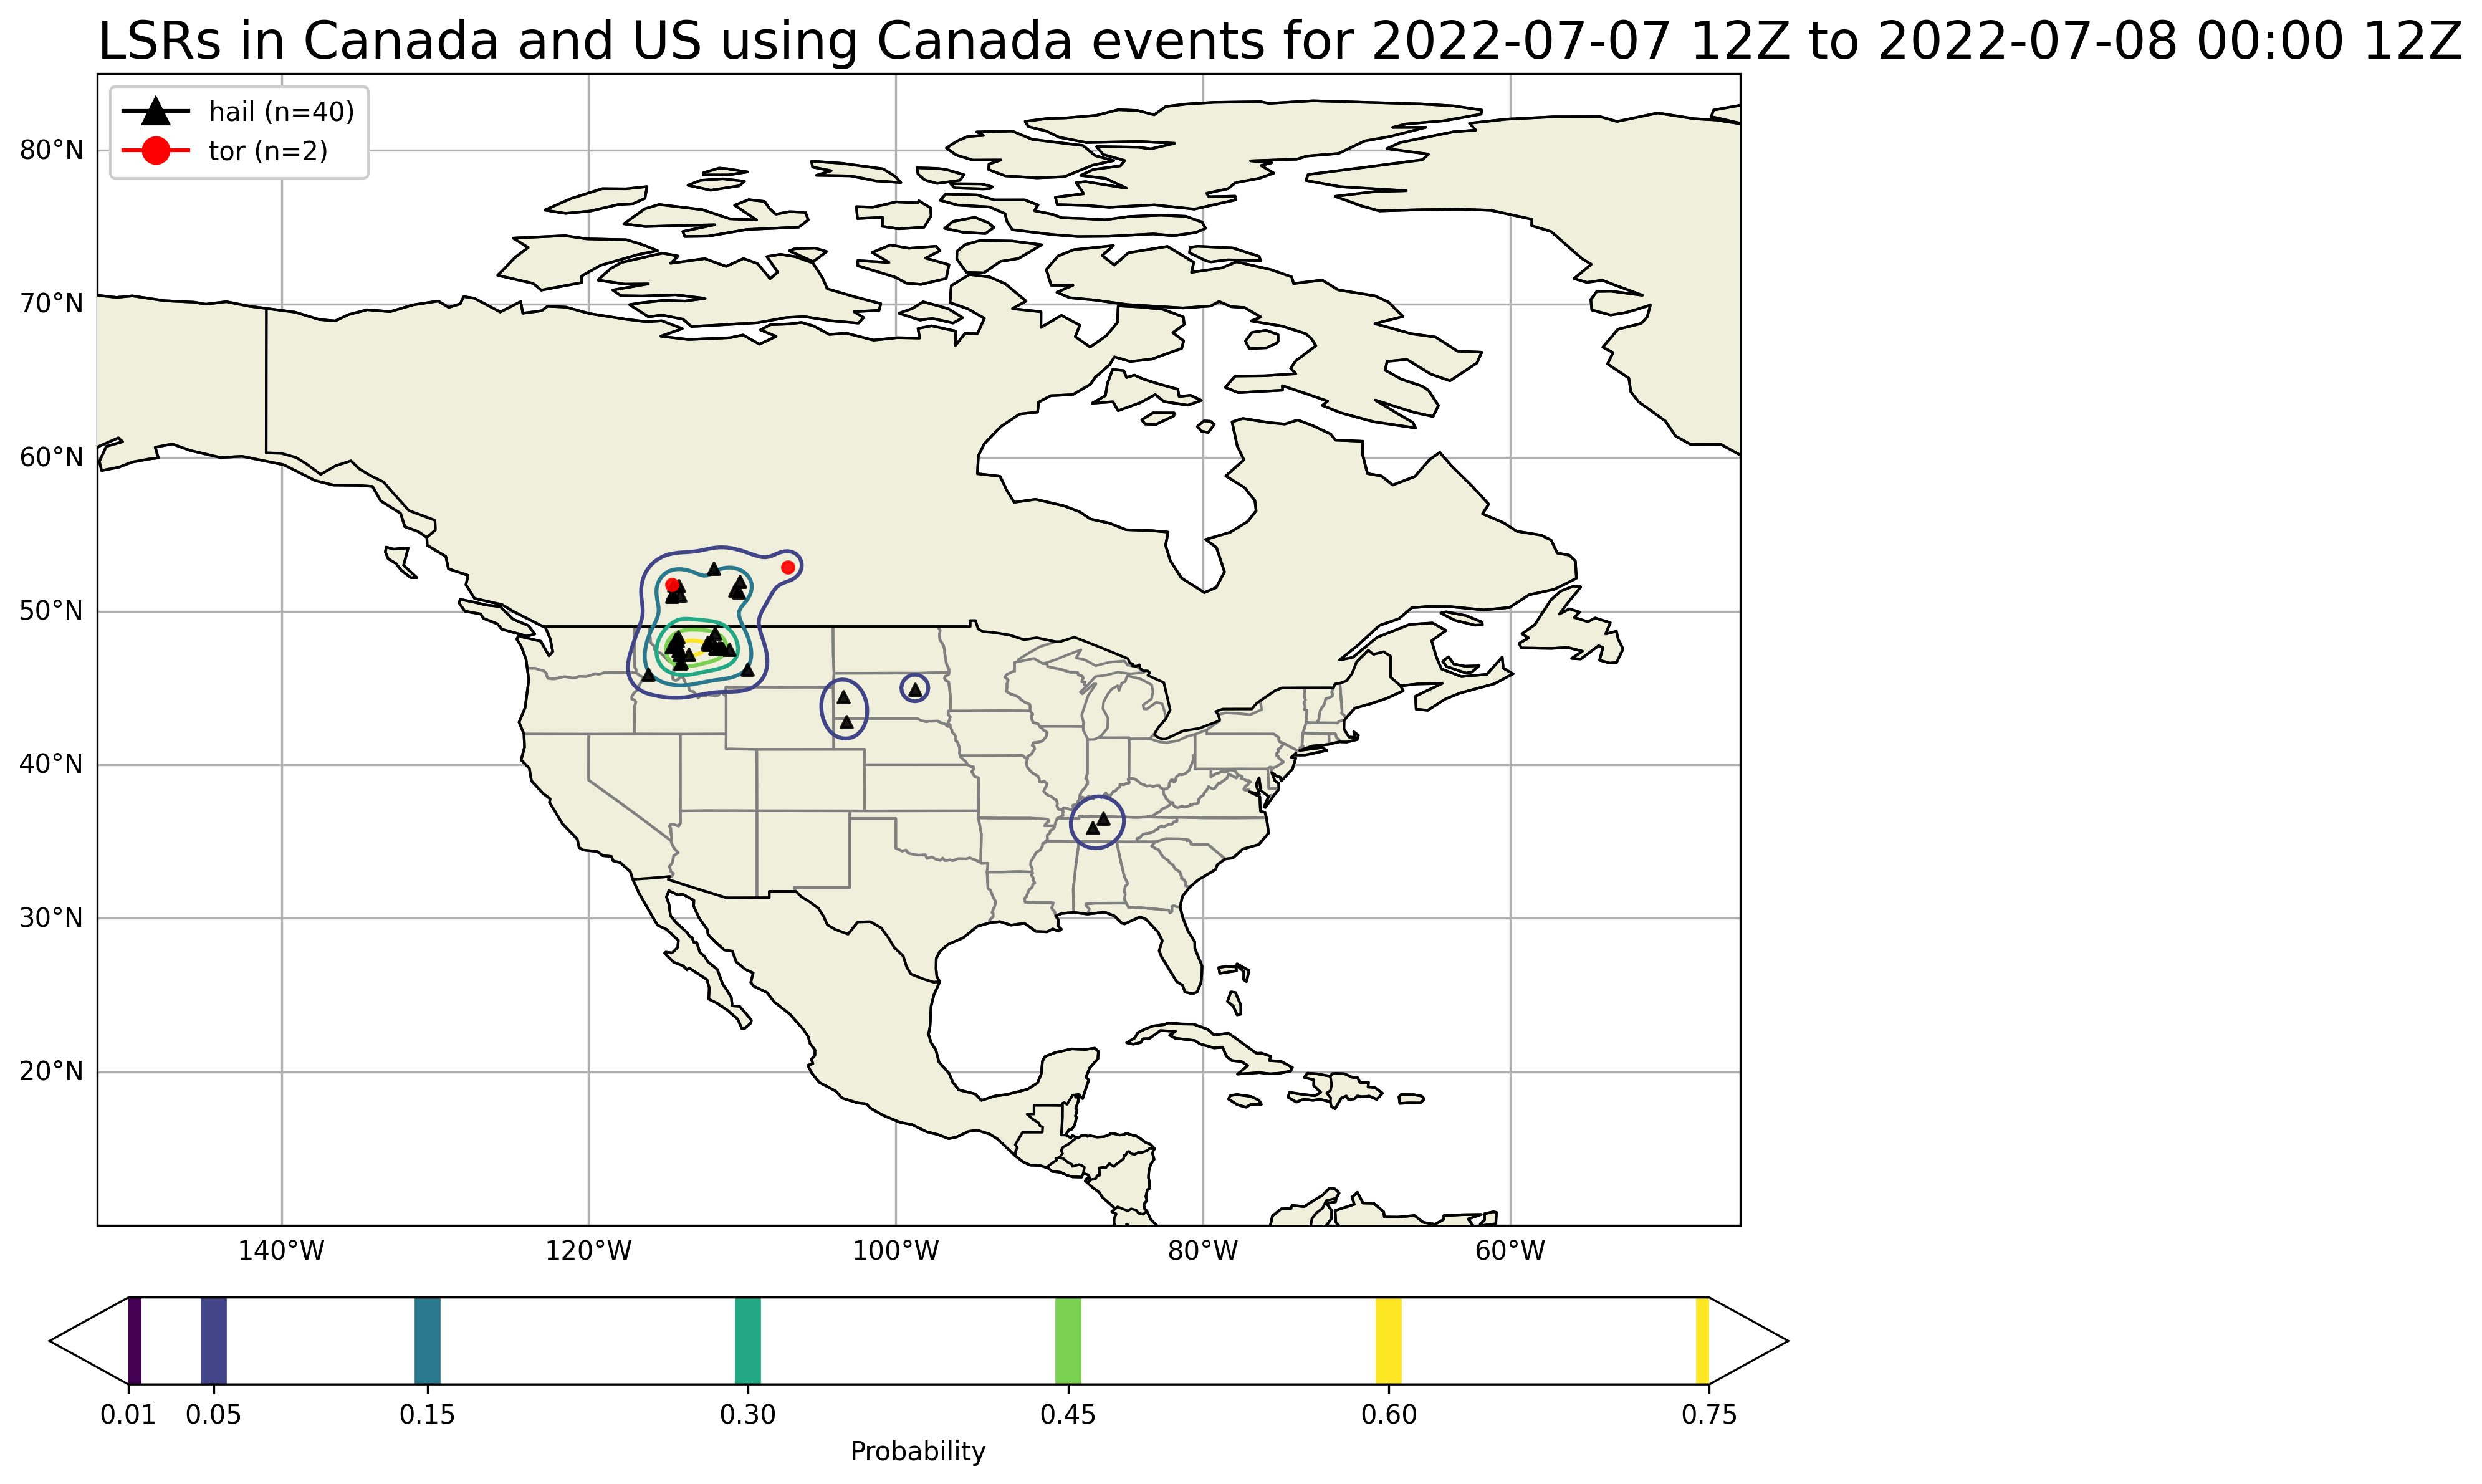 LSRs in Canada and US using Canada events for 2022-07-07 12Z to 2022-07-08 00:00 12Z
hail (n=40)
tor (n=2)
80°N
70°N
60°N
50°N
40°N
30°N
20°N
140°W 120°W 100°W 80°W 60°W
0.01 0.05 0.15 0.30 0.45 0.60 0.75
Probability